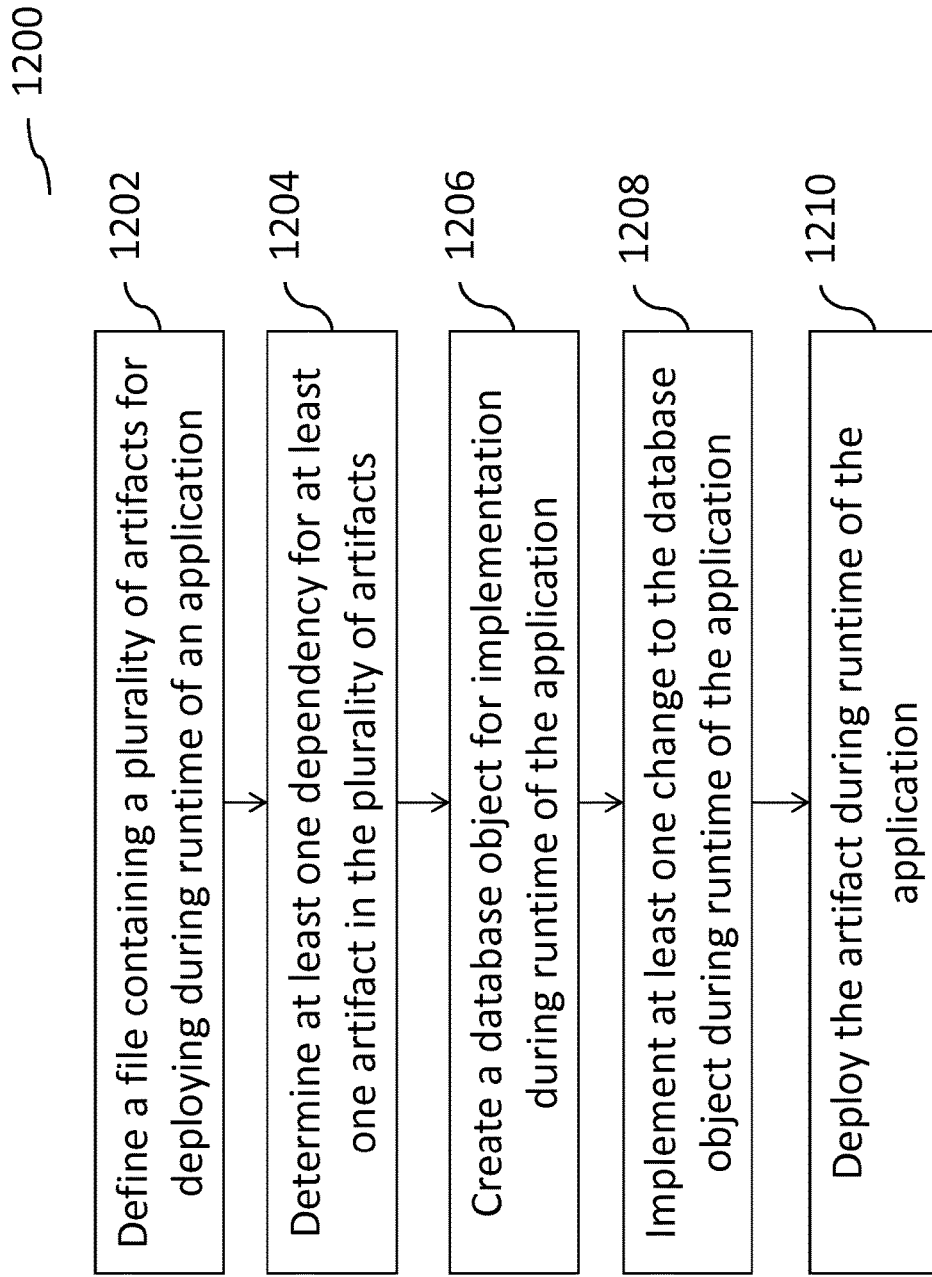 1200
Define a file containing a plurality of artifacts for
deploying during runtime of an application
1202
Determine at least one dependency for at least
one artifact in the plurality of artifacts
1204
Create a database object for implementation
during runtime of the application
1206
Implement at least one change to the database
object during runtime of the application
1208
Deploy the artifact during runtime of the
application
1210